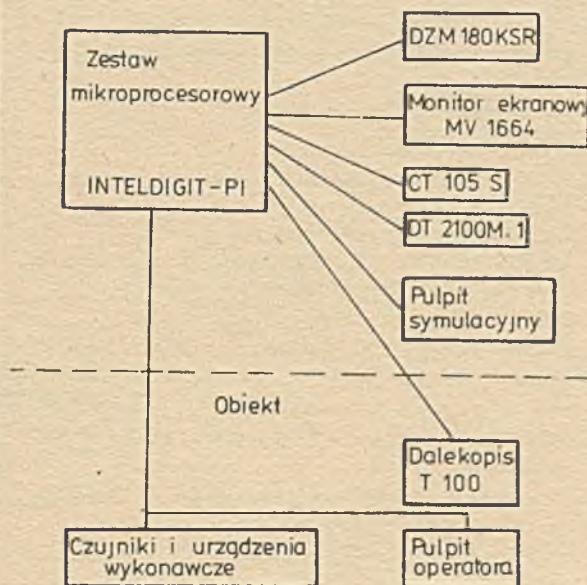 Zestaw
mikroprocesorowy
INTELDIGIT-PI
DZM 180KSR
Monitor ekranowy
MV 1664
CT 105 S
DT 2100M.1
Pulpit
symulacyjny
Obiekt
Dalekopis
T 100
Czujniki i urządzenia
wykonawcze
Pulpit
operatora